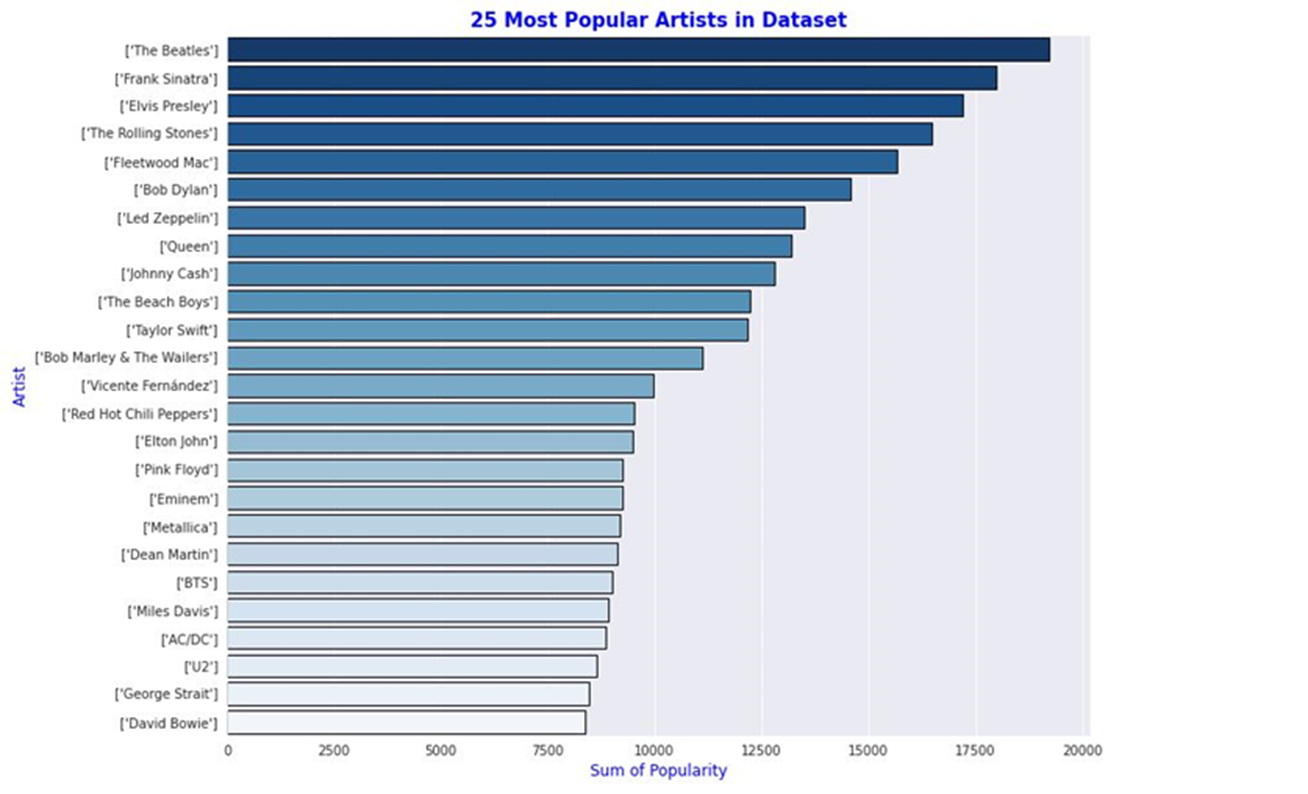 25 Most Popular Artists in Dataset
['The Beatles']
['Frank Sinatra']
['Elvis Presley']
['The Rolling Stones']
['Fleetwood Mac']
['Bob Dylan']
['Led Zeppelin']
['Queen']
['Johnny Cash']
['The Beach Boys']
['Taylor Swift']
['Bob Marley & The Wailers']
['Vicente Fernández']
['Red Hot Chili Peppers']
['Elton John']
['Pink Floyd']
['Eminem']
['Metallica']
['Dean Martin']
['BTS']
['Miles Davis']
['AC/DC']
['U2']
['George Strait']
['David Bowie']
Artist
0 2500 5000 7500 10000 12500 15000 17500 20000
Sum of Popularity